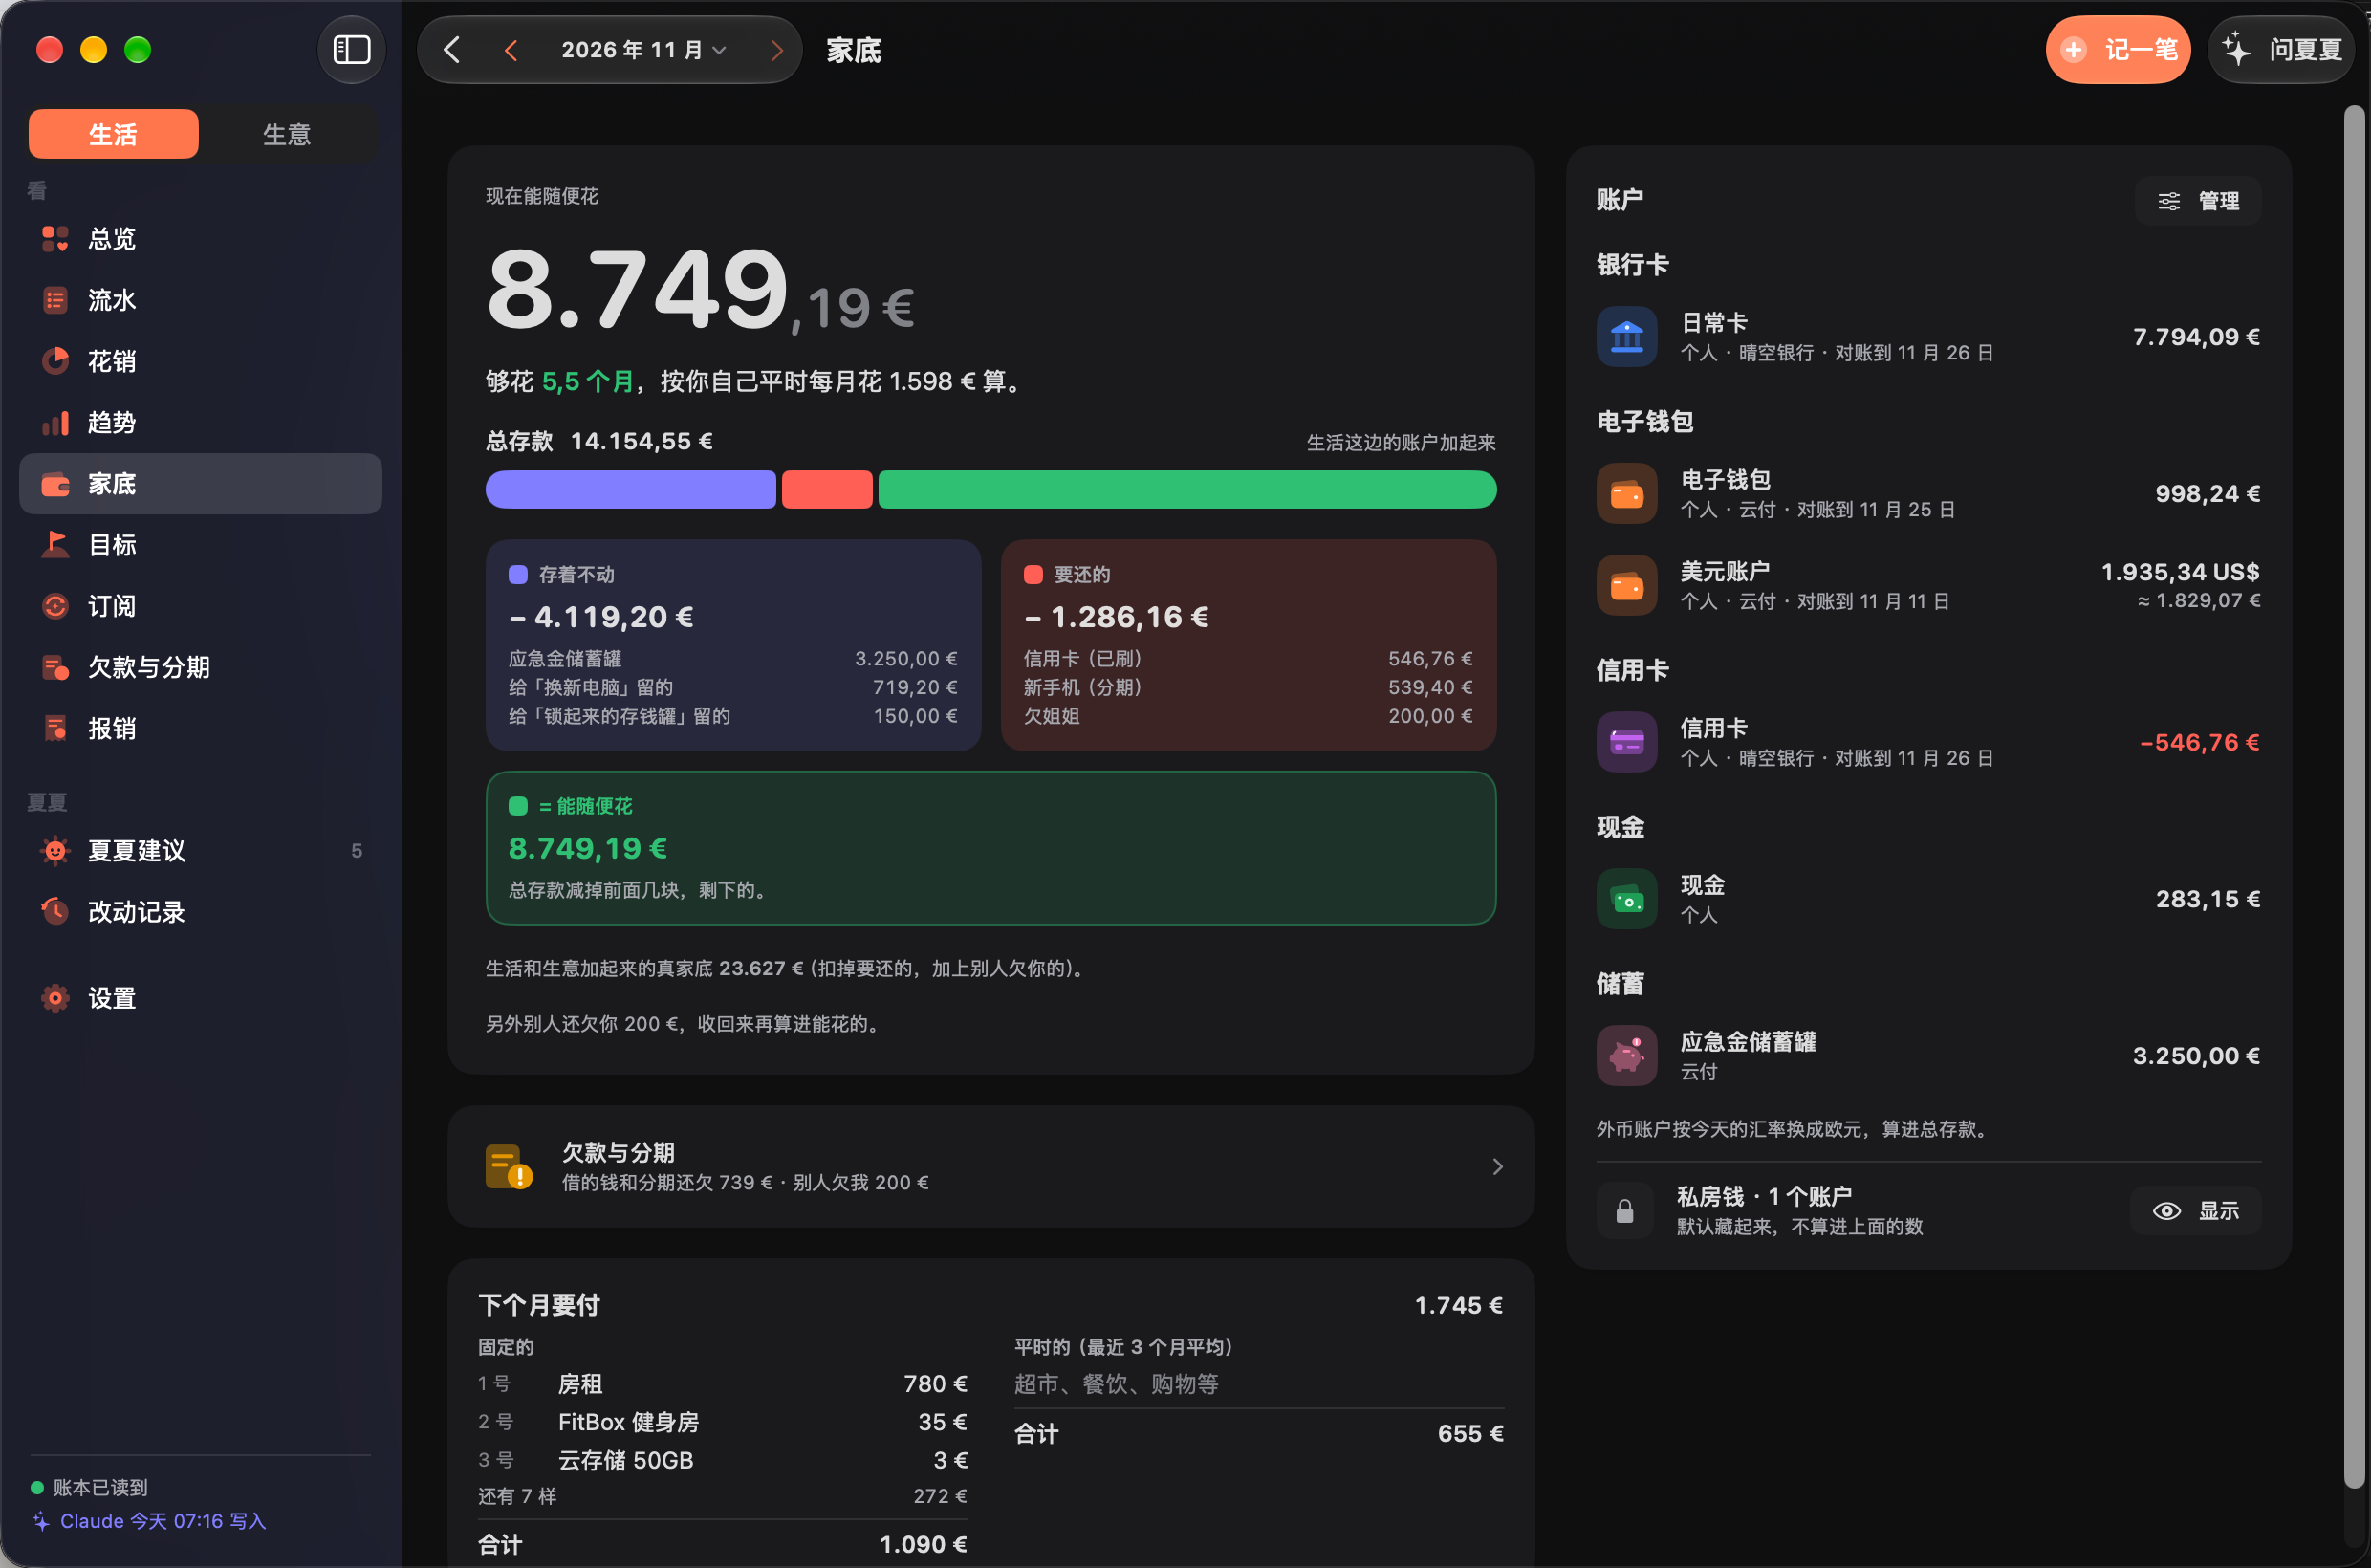 2026 年 11 月
家底
记一笔
问夏夏
生活
生意
看
总览
流水
花销
趋势
家底
目标
订阅
欠款与分期
报销
夏夏
夏夏建议 5
改动记录
设置
账本已读到
Claude 今天 07:16 写入
现在能随便花
8.749,19 €
够花 5,5 个月，按你自己平时每月花 1.598 € 算。
总存款 14.154,55 €
生活这边的账户加起来
存着不动
– 4.119,20 €
应急金储蓄罐 3.250,00 €
给「换新电脑」留的 719,20 €
给「锁起来的存钱罐」留的 150,00 €
要还的
– 1.286,16 €
信用卡（已刷） 546,76 €
新手机（分期） 539,40 €
欠姐姐 200,00 €
= 能随便花
8.749,19 €
总存款减掉前面几块，剩下的。
生活和生意加起来的真家底 23.627 €（扣掉要还的，加上别人欠你的）。
另外别人还欠你 200 €，收回来再算进能花的。
欠款与分期
借的钱和分期还欠 739 € · 别人欠我 200 €
下个月要付 1.745 €
固定的
1 号 房租 780 €
2 号 FitBox 健身房 35 €
3 号 云存储 50GB 3 €
还有 7 样 272 €
合计 1.090 €
平时的（最近 3 个月平均）
超市、餐饮、购物等
合计 655 €
账户
管理
银行卡
日常卡
个人 · 晴空银行 · 对账到 11 月 26 日
7.794,09 €
电子钱包
电子钱包
个人 · 云付 · 对账到 11 月 25 日
998,24 €
美元账户
个人 · 云付 · 对账到 11 月 11 日
1.935,34 US$
≈ 1.829,07 €
信用卡
信用卡
个人 · 晴空银行 · 对账到 11 月 26 日
–546,76 €
现金
现金
个人
283,15 €
储蓄
应急金储蓄罐
云付
3.250,00 €
外币账户按今天的汇率换成欧元，算进总存款。
私房钱 · 1 个账户
默认藏起来，不算进上面的数
显示